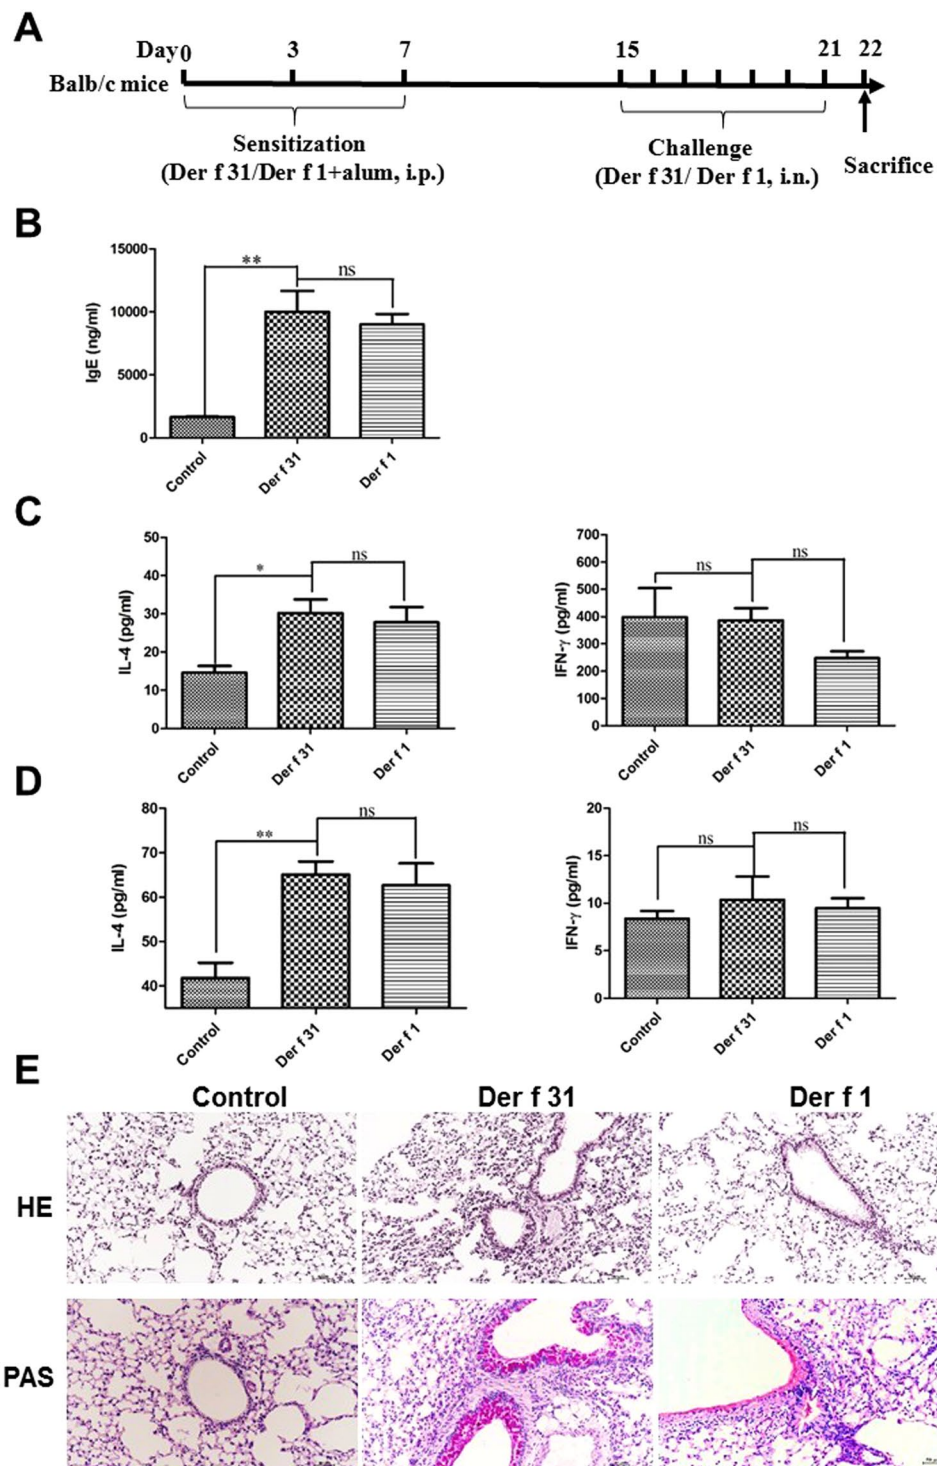 A
Day 0 3 7 15 21 22
Balb/c mice
Sensitization
(Der f 31/Der f 1+alum, i.p.)
Challenge
(Der f 31/ Der f 1, i.n.)
Sacrifice
B
IgE (ng/ml)
15000
10000
5000
0
**
ns
Control
Der f 31
Der f 1
C
IL-4 (pg/ml)
50
40
30
20
10
0
*
ns
Control
Der f 31
Der f 1
IFN-γ (pg/ml)
700
600
500
400
300
200
100
0
ns
ns
Control
Der f 31
Der f 1
D
IL-4 (pg/ml)
80
70
60
50
40
**
ns
Control
Der f 31
Der f 1
IFN-γ (pg/ml)
20
15
10
5
0
ns
ns
Control
Der f 31
Der f 1
E
Control Der f 31 Der f 1
HE
PAS